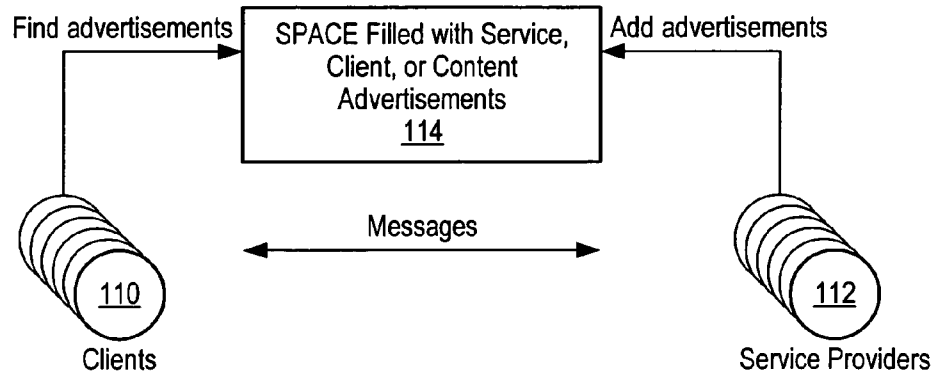 Find advertisements
SPACE Filled with Service,
Client, or Content
Advertisements
114
Add advertisements
Messages
110
Clients
112
Service Providers